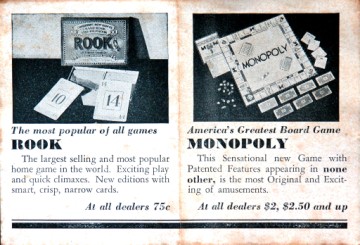 ROOK
10
14
The most popular of all games
ROOK
The largest selling and most popular
home game in the world. Exciting play
and quick climaxes. New editions with
smart, crisp, narrow cards.
At all dealers 75c
MONOPOLY
America's Greatest Board Game
MONOPOLY
This Sensational new Game with
Patented Features appearing in none
other, is the most Original and Excit-
ing of amusements.
At all dealers $2, $2.50 and up